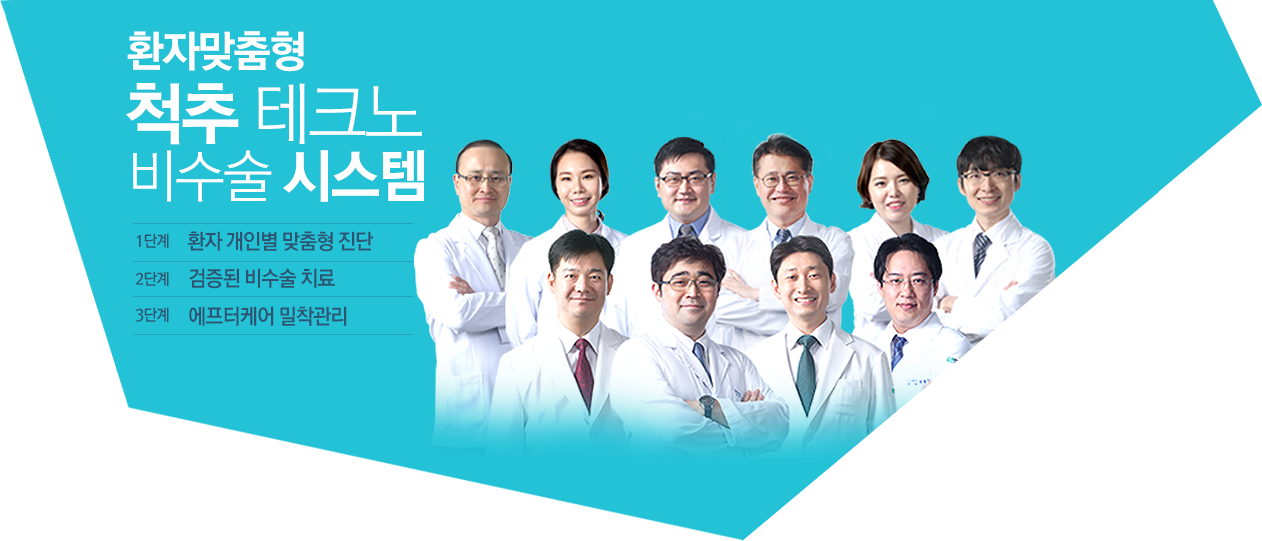 환자맞춤형
척추 테크노
비수술 시스템
1단계 환자 개인별 맞춤형 진단
2단계 검증된 비수술 치료
3단계 에프터케어 밀착관리